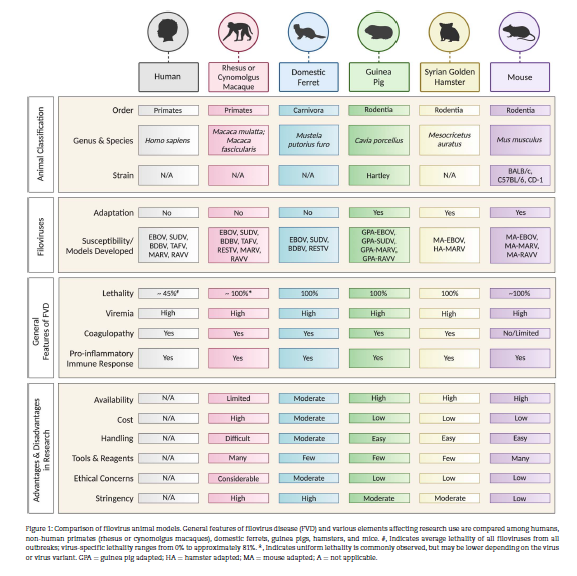 Human
Rhesus or
Cynomolgus
Macaque
Domestic
Ferret
Guinea
Pig
Syrian Golden
Hamster
Mouse
Animal Classification
Order Primates Primates Carnivora Rodentia Rodentia Rodentia
Genus & Species Homo sapiens Macaca mulatta; Macaca fascicularis Mustela putorius furo Cavia porcellus Mesocricetus auratus Mus musculus
Strain N/A N/A N/A Hartley N/A BALB/c, C57BL/6, CD-1
Filoviruses
Adaptation No No No Yes Yes Yes
Susceptibility/
Models Developed
EBOV, SUDV,
BDBV, TAFV,
MARV, RAVV
EBOV, SUDV,
BDBV, TAFV,
RESTV, MARV,
RAVV
EBOV, SUDV,
BDBV, RESTV
GPA-EBOV,
GPA-SUDV,
GPA-MARV,
GPA-RAVV
MA-EBOV,
HA-MARV
MA-EBOV,
MA-MARV,
MA-RAVV
General
Features of FVD
Lethality ~ 45%# ~ 100%* 100% 100% 100% ~100%
Viremia High High High High High High
Coagulopathy Yes Yes Yes Yes Yes No/Limited
Pro-inflammatory
Immune Response
Yes Yes Yes Yes Yes Yes
Advantages & Disadvantages
in Research
Availability N/A Limited Moderate High High High
Cost N/A High Moderate Low Low Low
Handling N/A Difficult Moderate Easy Easy Easy
Tools & Reagents N/A Many Few Few Few Many
Ethical Concerns N/A Considerable Moderate Low Low Low
Stringency N/A High High Moderate Moderate Low
Figure 1: Comparison of filovirus animal models. General features of filovirus disease (FVD) and various elements affecting research use are compared among humans,
non-human primates (rhesus or cynomolgus macaques), domestic ferrets, guinea pigs, hamsters, and mice. #, Indicates average lethality of all filoviruses from all
outbreaks; virus-specific lethality ranges from 0% to approximately 81%. *, Indicates uniform lethality is commonly observed, but may be lower depending on the virus
or virus variant. GPA = guinea pig adapted; HA = hamster adapted; MA = mouse adapted; A = not applicable.